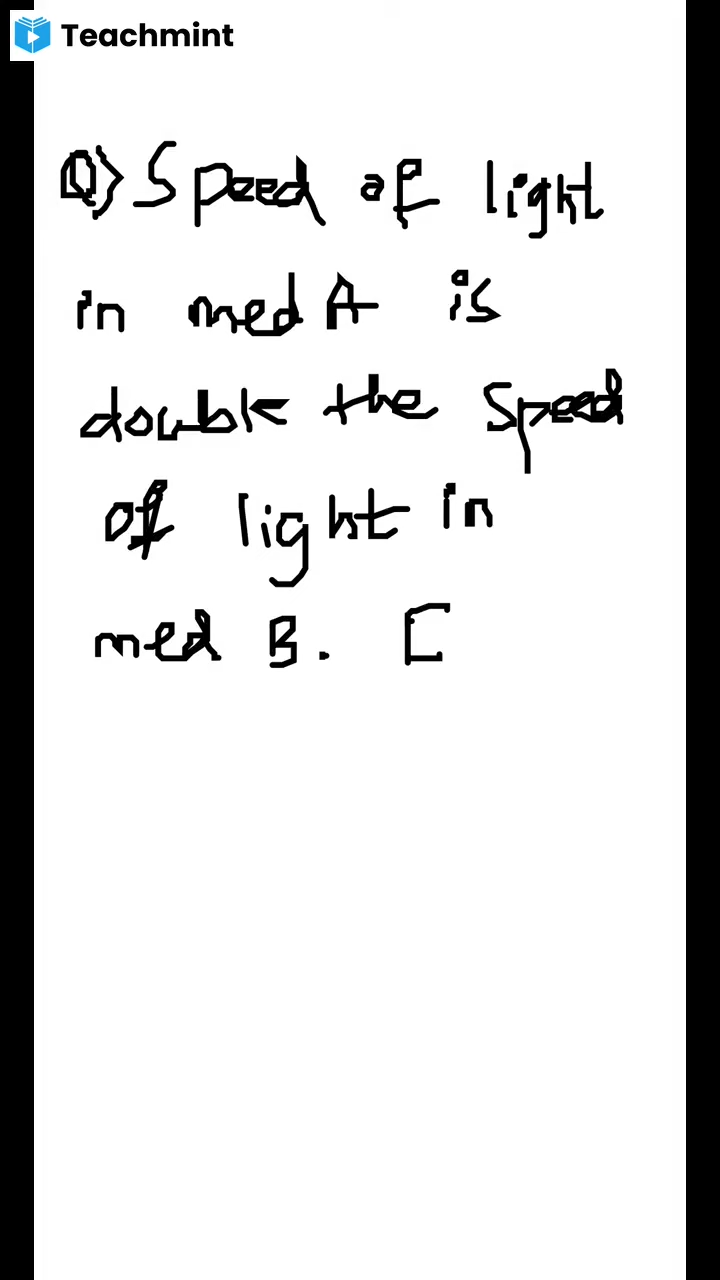 Teachmint
Q) Speed of light
in med A is
double the speed
of light in
med B. [